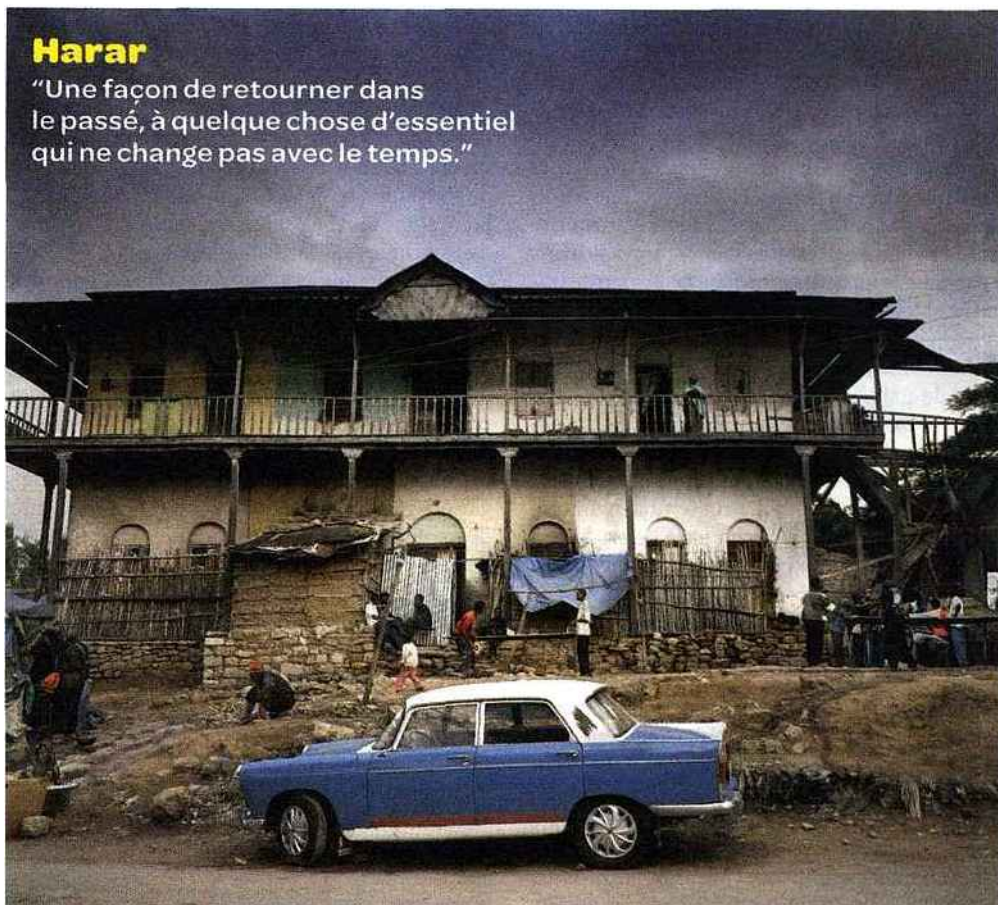 Harar
“Une façon de retourner dans
le passé, à quelque chose d’essentiel
qui ne change pas avec le temps.”